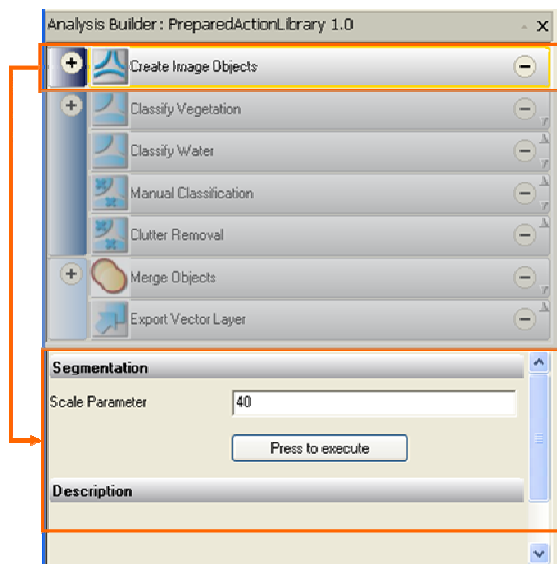 Analysis Builder: PreparedActionLibrary 1.0
Create Image Objects
Classify Vegetation
Classify Water
Manual Classification
Clutter Removal
Merge Objects
Export Vector Layer
Segmentation
Scale Parameter 40
Press to execute
Description